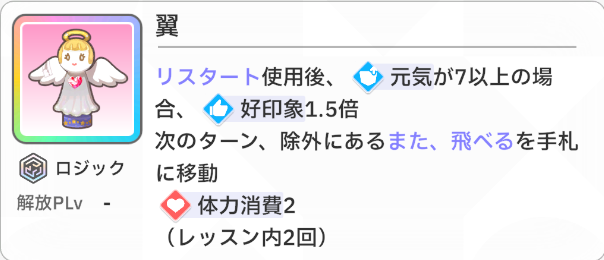 翼
リスタート使用後、元気が7以上の場
合、好印象1.5倍
次のターン、除外にあるまた、飛べるを手札
に移動
体力消費2
（レッスン内2回）
ロジック
解放PLv -